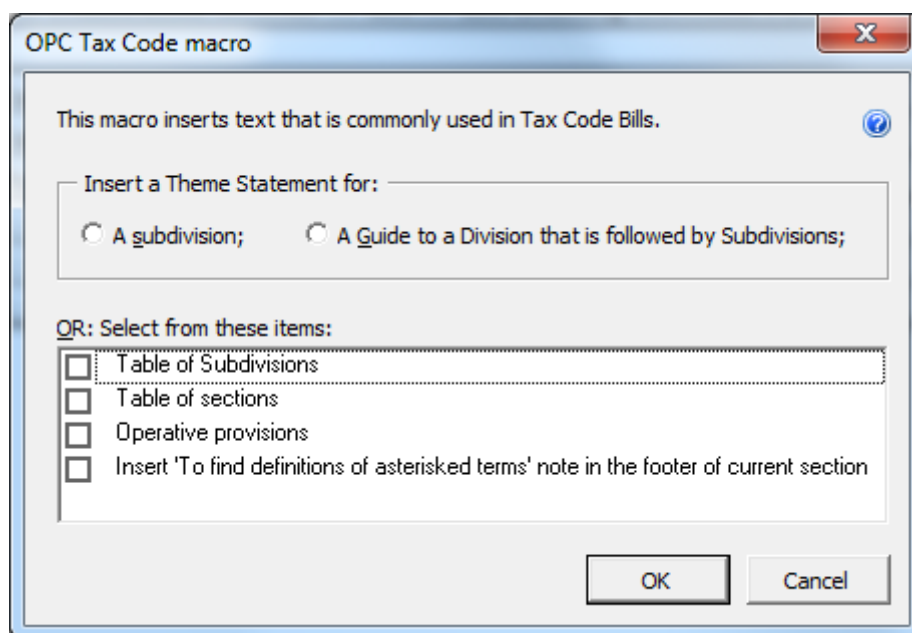 OPC Tax Code macro
This macro inserts text that is commonly used in Tax Code Bills.
Insert a Theme Statement for:
A subdivision;
A Guide to a Division that is followed by Subdivisions;
OR: Select from these items:
Table of Subdivisions
Table of sections
Operative provisions
Insert 'To find definitions of asterisked terms' note in the footer of current section
OK
Cancel